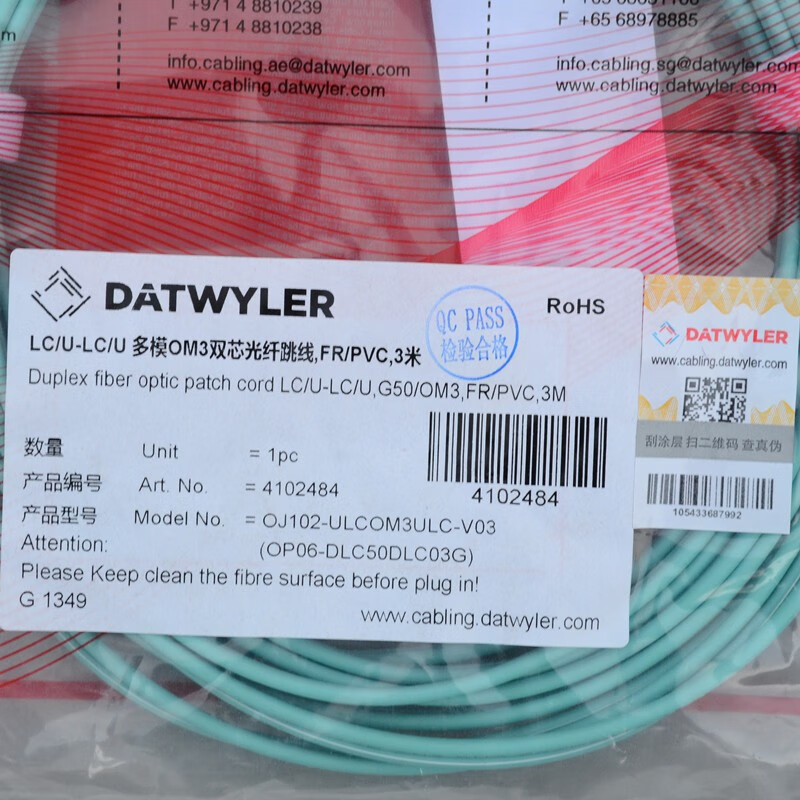 T +971 4 8810239
F +971 4 8810238
info.cabling.ae@datwyler.com
www.cabling.datwyler.com
F +65 68978885
info.cabling.sg@datwyler.com
www.cabling.datwyler.com
DATWYLER
QC PASS
检验合格
RoHS
LC/U-LC/U 多模OM3双芯光纤跳线,FR/PVC,3米
Duplex fiber optic patch cord LC/U-LC/U,G50/OM3,FR/PVC,3M
数量 Unit = 1pc
产品编号 Art. No. = 4102484
4102484
产品型号 Model No. = OJ102-ULCOM3ULC-V03
Attention: (OP06-DLC50DLC03G)
Please Keep clean the fibre surface before plug in!
G 1349
www.cabling.datwyler.com
DATWYLER
www.cabling.datwyler.com
刮涂层 扫二维码 查真伪
105433687992